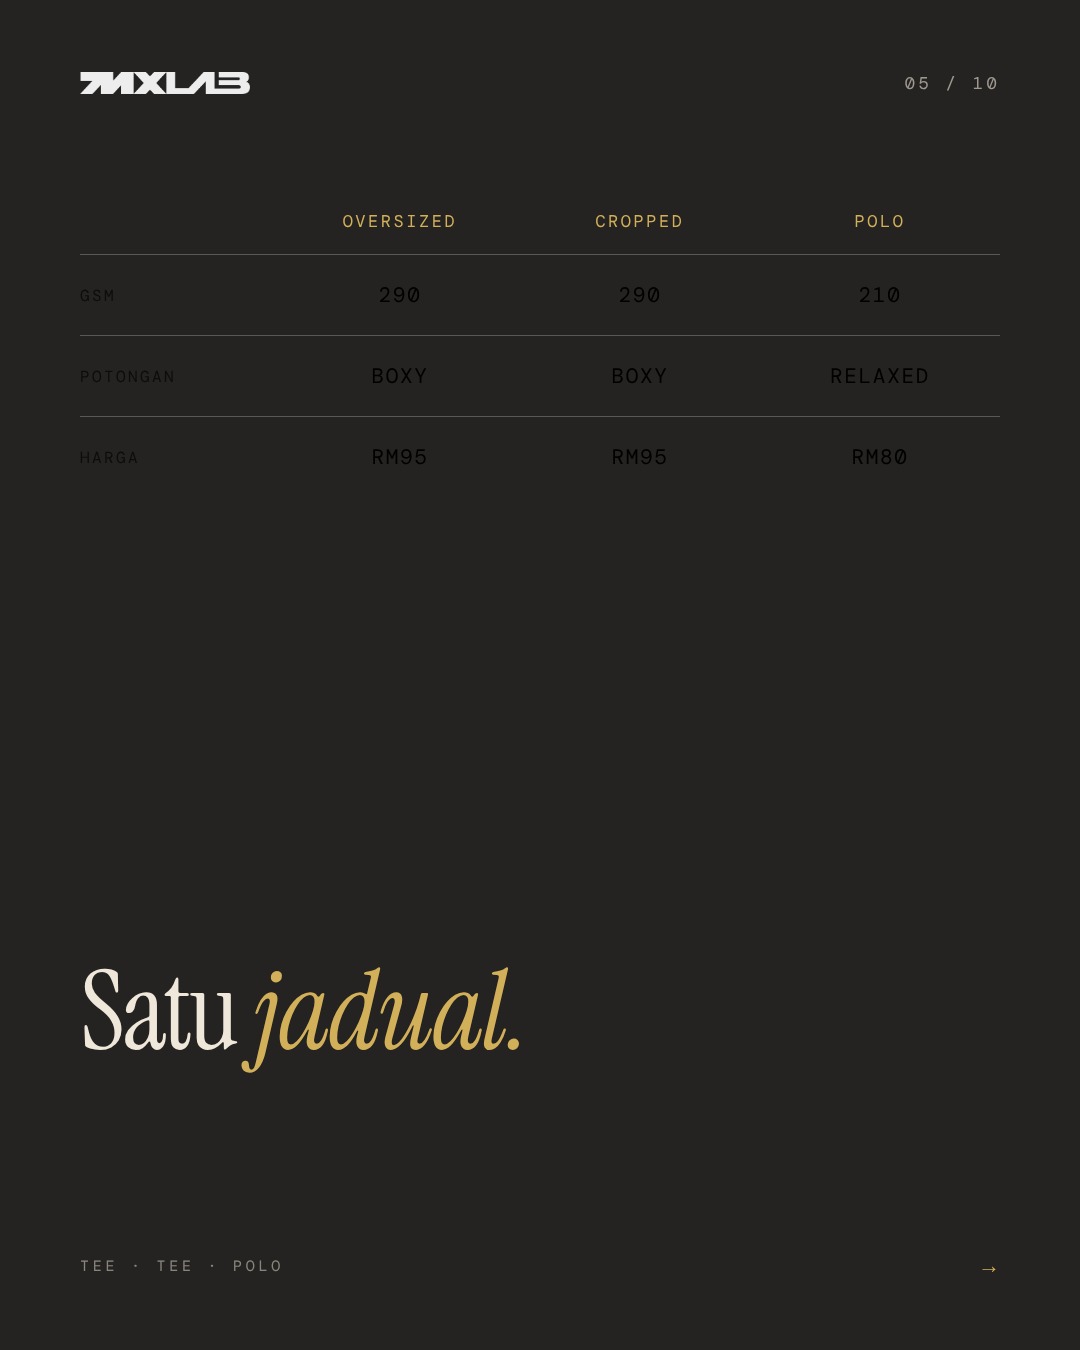 MXLAB
05 / 10
OVERSIZED CROPPED POLO
GSM 290 290 210
POTONGAN BOXY BOXY RELAXED
HARGA RM95 RM95 RM80
Satu jadual.
TEE · TEE · POLO →